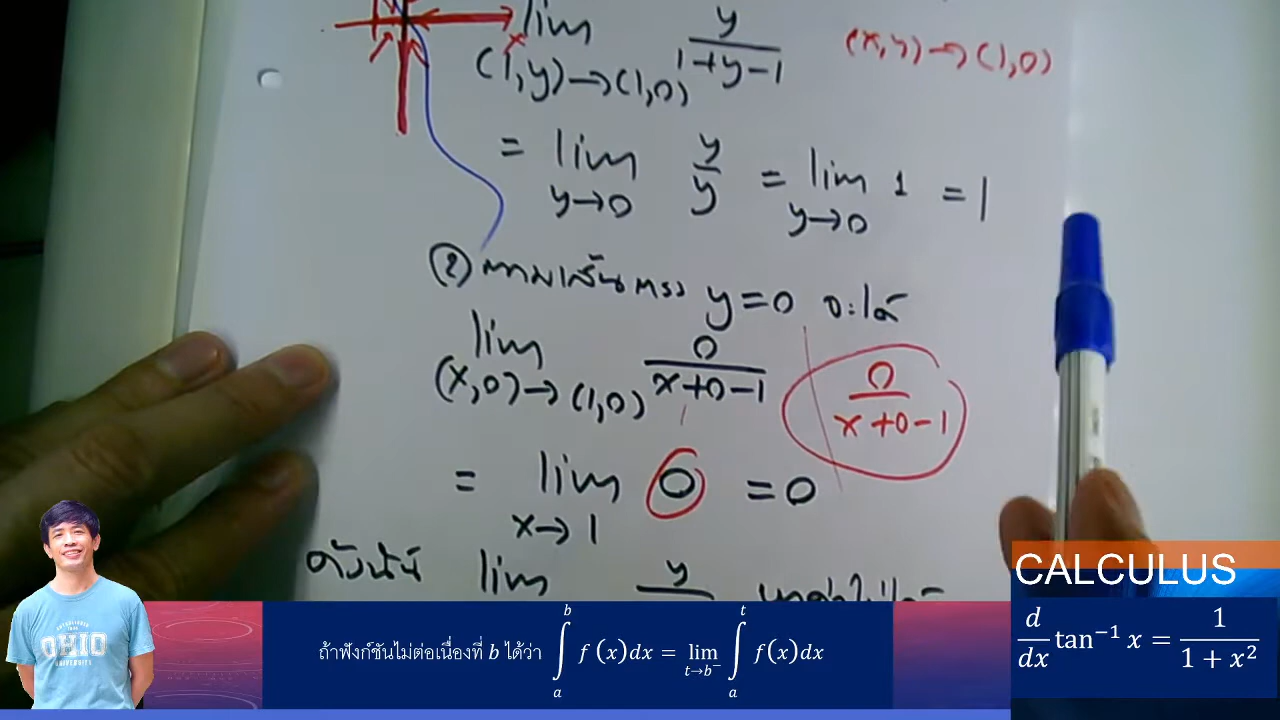 lim y/(1+y-1) (x,y)→(1,0)
x
(1,y)→(1,0)
= lim y/y = lim 1 = 1
y→0 y→0
② ตามเส้นตรง y=0 จะได้
lim 0/(x+0-1) 0/(x+0-1)
(x,0)→(1,0)
= lim 0 = 0
x→1
ดังนั้น lim y
CALCULUS
ถ้าฟังก์ชันไม่ต่อเนื่องที่ b ได้ว่า ∫ₐᵇ f(x)dx = lim t→b⁻ ∫ₐᵗ f(x)dx
d/dx tan⁻¹ x = 1/(1+x²)
OHIO
UNIVERSITY